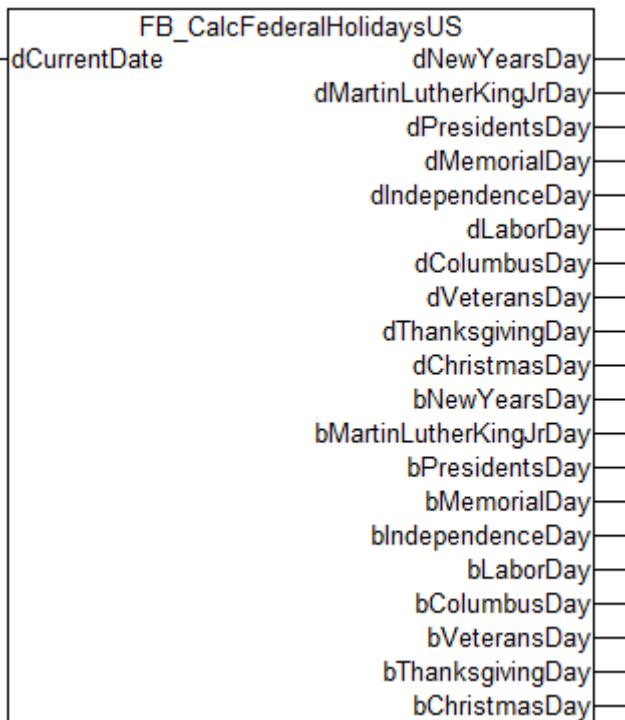 FB_CalcFederalHolidaysUS
dCurrentDate dNewYearsDay
dMartinLutherKingJrDay
dPresidentsDay
dMemorialDay
dIndependenceDay
dLaborDay
dColumbusDay
dVeteransDay
dThanksgivingDay
dChristmasDay
bNewYearsDay
bMartinLutherKingJrDay
bPresidentsDay
bMemorialDay
bIndependenceDay
bLaborDay
bColumbusDay
bVeteransDay
bThanksgivingDay
bChristmasDay